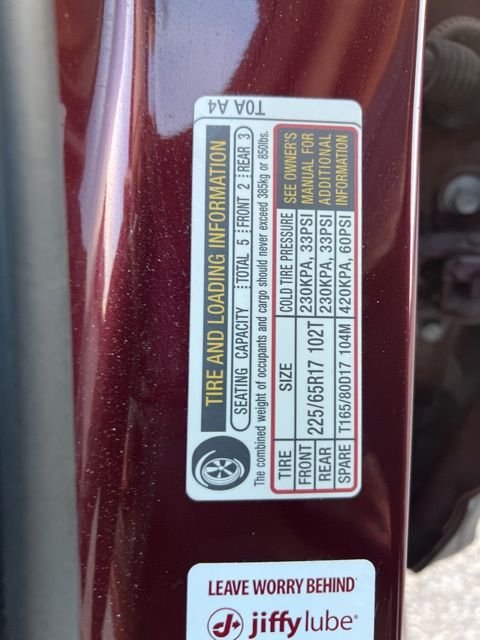 T0A A4
TIRE AND LOADING INFORMATION
SEATING CAPACITY TOTAL 5 FRONT 2 REAR 3
The combined weight of occupants and cargo should never exceed 385kg or 850lbs.
TIRE SIZE COLD TIRE PRESSURE SEE OWNER'S
FRONT 225/65R17 102T 230KPA, 33PSI MANUAL FOR
REAR 230KPA, 33PSI ADDITIONAL
SPARE T165/80D17 104M 420KPA, 60PSI INFORMATION
LEAVE WORRY BEHIND
jiffy lube®